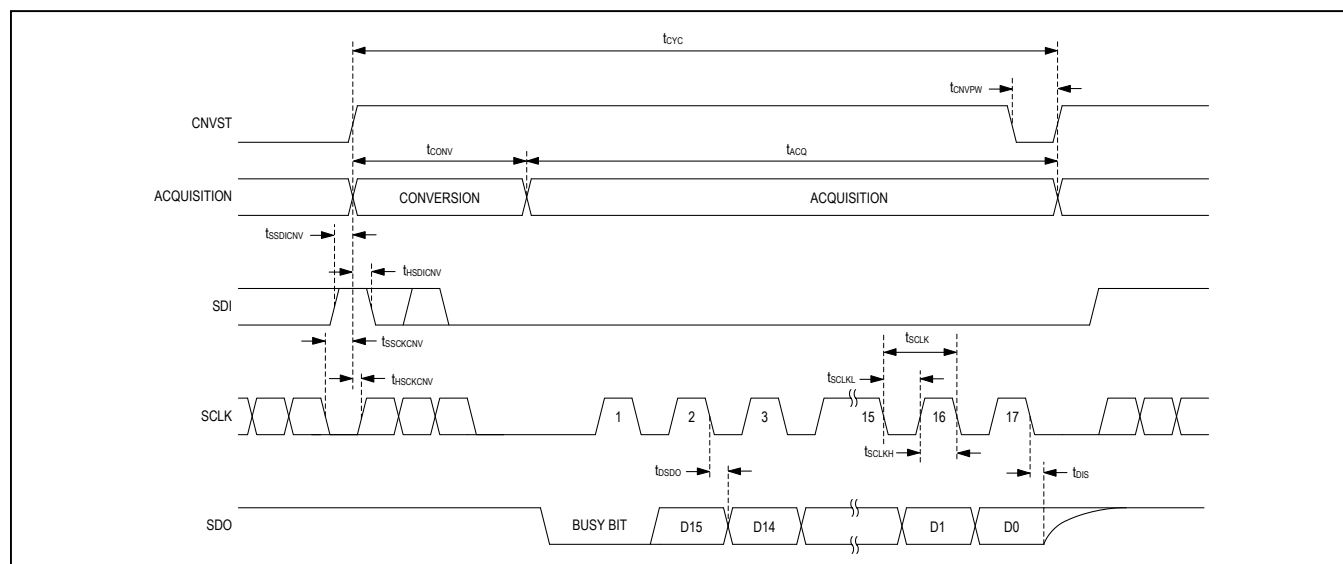 tCYC
tCNVPW
CNVST
tCONV
tACQ
ACQUISITION
CONVERSION
ACQUISITION
tSSDICNV
tHSDICNV
SDI
tSSCKCNV
tSCLK
tHSCKCNV
tSCLKL
SCLK
1
2
3
15
16
17
tDSDO
tSCLKH
tDIS
SDO
BUSY BIT
D15
D14
D1
D0